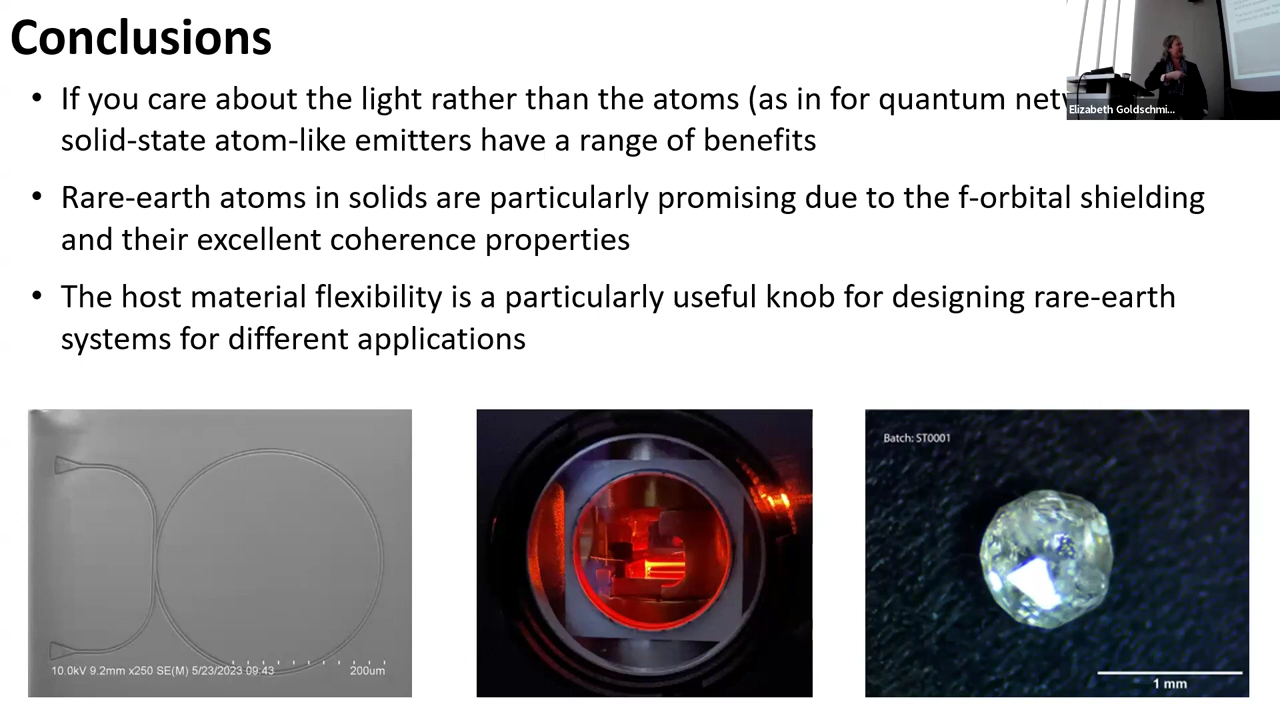 Conclusions
• If you care about the light rather than the atoms (as in for quantum
solid-state atom-like emitters have a range of benefits
• Rare-earth atoms in solids are particularly promising due to the f-orbital shielding
and their excellent coherence properties
• The host material flexibility is a particularly useful knob for designing rare-earth
systems for different applications
Elizabeth Goldschmi...
Batch: ST0001
10.0kV 9.2mm x250 SE(M) 5/23/2023 09:43
200um
1 mm